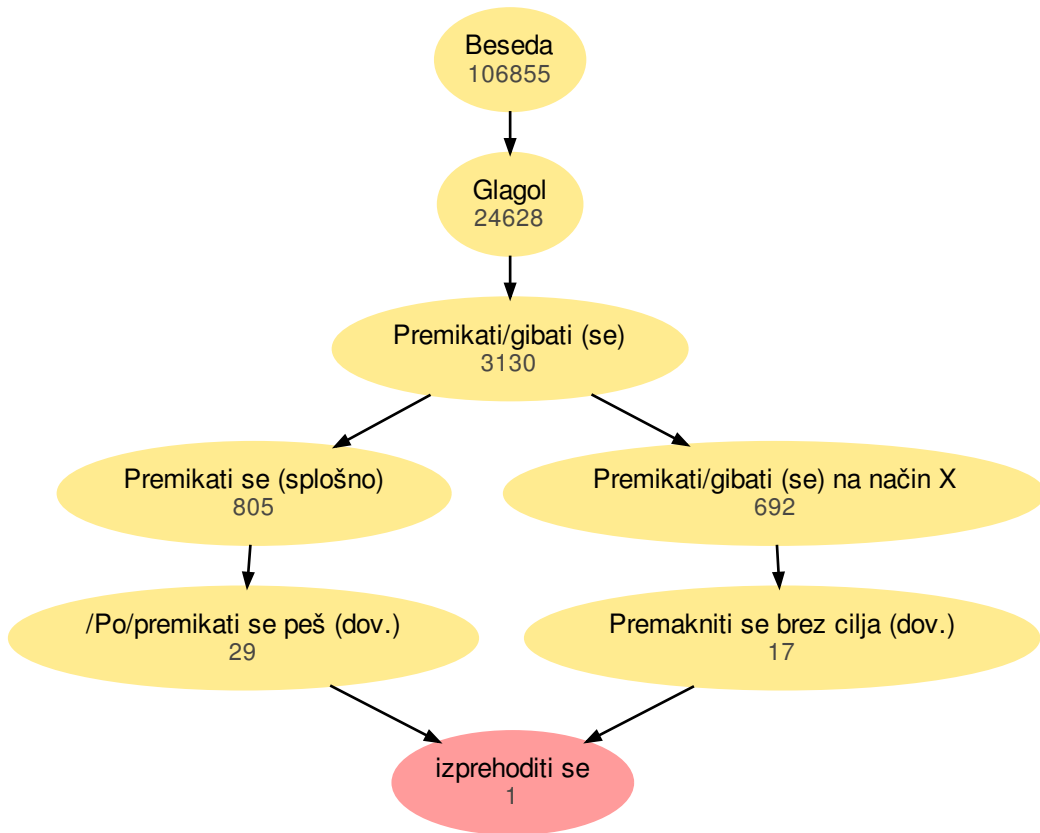 Beseda
106855
Glagol
24628
Premikati/gibati (se)
3130
Premikati se (splošno)
805
Premikati/gibati (se) na način X
692
/Po/premikati se peš (dov.)
29
Premakniti se brez cilja (dov.)
17
izprehoditi se
1